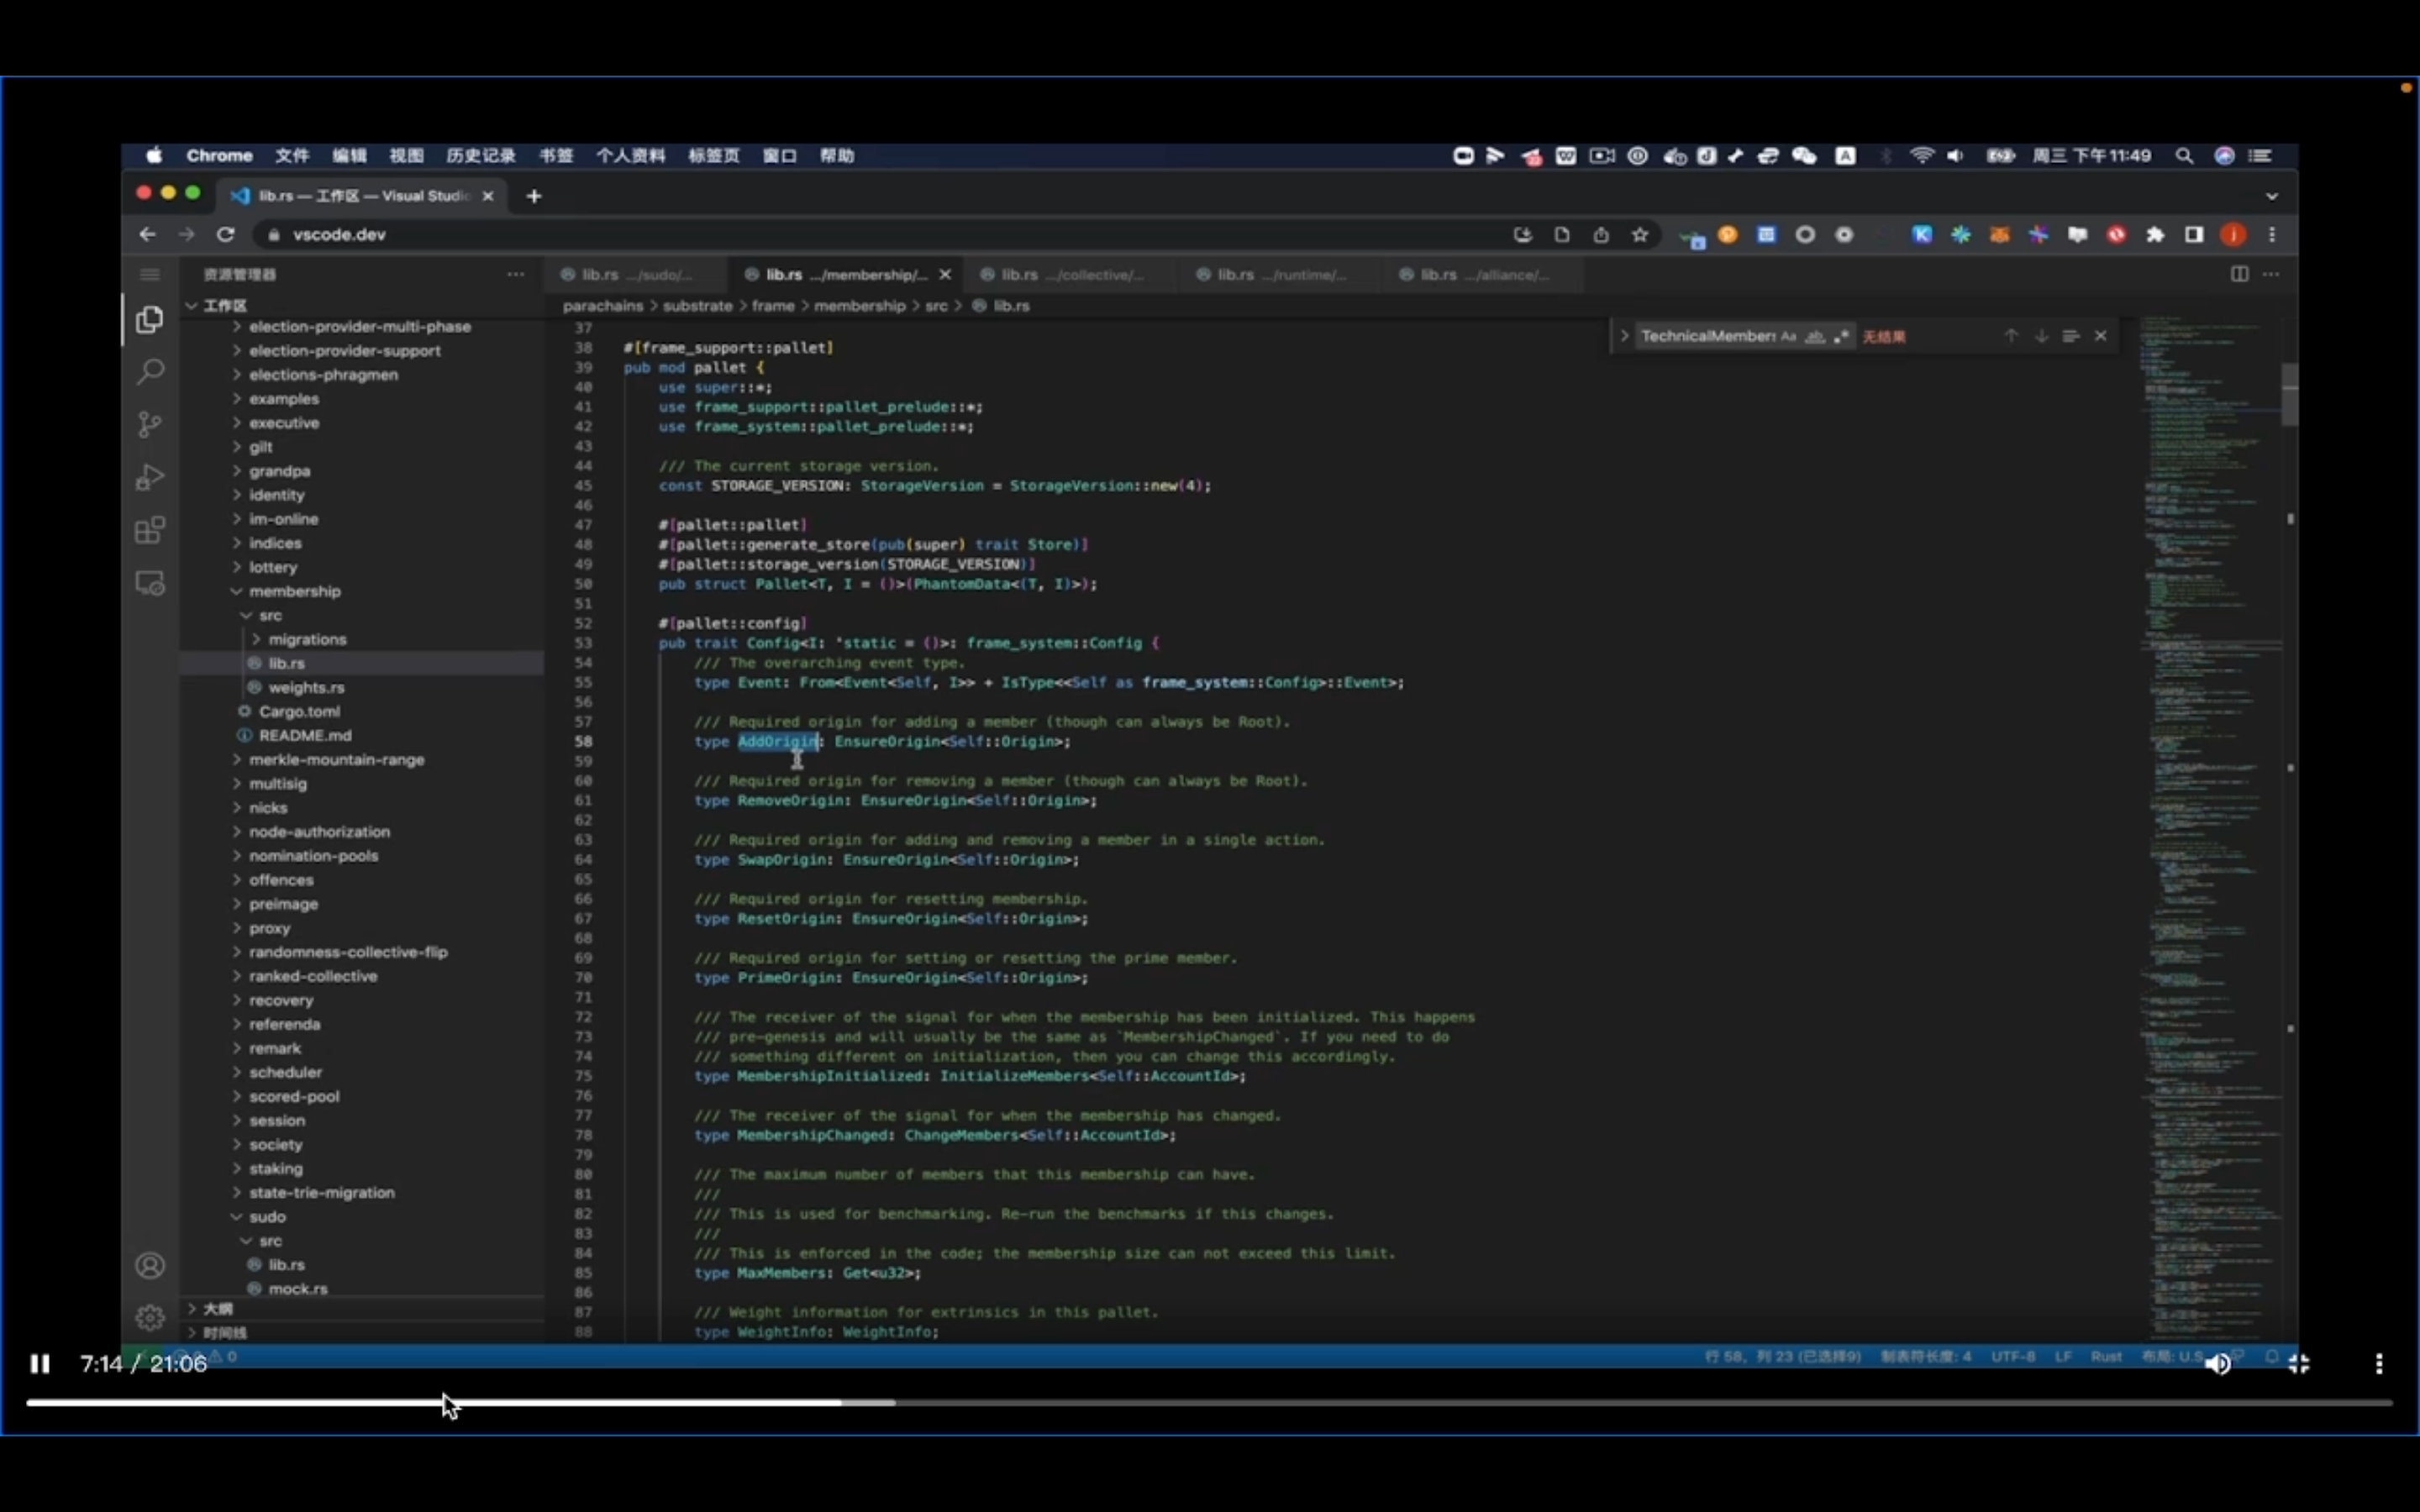 Chrome 文件 编辑 视图 历史记录 书签 个人资料 标签页 窗口 帮助 周三 下午11:49
lib.rs — 工作区 — Visual Studio
vscode.dev
资源管理器
工作区
election-provider-multi-phase
election-provider-support
elections-phragmen
examples
executive
gilt
grandpa
identity
im-online
indices
lottery
membership
src
migrations
lib.rs
weights.rs
Cargo.toml
README.md
merkle-mountain-range
multisig
nicks
node-authorization
nomination-pools
offences
preimage
proxy
randomness-collective-flip
ranked-collective
recovery
referenda
remark
scheduler
scored-pool
session
society
staking
state-trie-migration
sudo
src
lib.rs
mock.rs
大纲
时间线
lib.rs .../sudo/... lib.rs .../membership/... lib.rs .../collective/... lib.rs .../runtime/... lib.rs .../alliance/...
parachains > substrate > frame > membership > src > lib.rs
TechnicalMembers Aa ab .* 无结果
37
38 #[frame_support::pallet]
39 pub mod pallet {
40 use super::*;
41 use frame_support::pallet_prelude::*;
42 use frame_system::pallet_prelude::*;
43
44 /// The current storage version.
45 const STORAGE_VERSION: StorageVersion = StorageVersion::new(4);
46
47 #[pallet::pallet]
48 #[pallet::generate_store(pub(super) trait Store)]
49 #[pallet::storage_version(STORAGE_VERSION)]
50 pub struct Pallet<T, I = ()>(PhantomData<(T, I)>);
51
52 #[pallet::config]
53 pub trait Config<I: 'static = ()>: frame_system::Config {
54 /// The overarching event type.
55 type Event: From<Event<Self, I>> + IsType<<Self as frame_system::Config>::Event>;
56
57 /// Required origin for adding a member (though can always be Root).
58 type AddOrigin: EnsureOrigin<Self::Origin>;
59
60 /// Required origin for removing a member (though can always be Root).
61 type RemoveOrigin: EnsureOrigin<Self::Origin>;
62
63 /// Required origin for adding and removing a member in a single action.
64 type SwapOrigin: EnsureOrigin<Self::Origin>;
65
66 /// Required origin for resetting membership.
67 type ResetOrigin: EnsureOrigin<Self::Origin>;
68
69 /// Required origin for setting or resetting the prime member.
70 type PrimeOrigin: EnsureOrigin<Self::Origin>;
71
72 /// The receiver of the signal for when the membership has been initialized. This happens
73 /// pre-genesis and will usually be the same as `MembershipChanged`. If you need to do
74 /// something different on initialization, then you can change this accordingly.
75 type MembershipInitialized: InitializeMembers<Self::AccountId>;
76
77 /// The receiver of the signal for when the membership has changed.
78 type MembershipChanged: ChangeMembers<Self::AccountId>;
79
80 /// The maximum number of members that this membership can have.
81 ///
82 /// This is used for benchmarking. Re-run the benchmarks if this changes.
83 ///
84 /// This is enforced in the code; the membership size can not exceed this limit.
85 type MaxMembers: Get<u32>;
86
87 /// Weight information for extrinsics in this pallet.
88 type WeightInfo: WeightInfo;
行 58，列 23 (已选择9) 制表符长度: 4 UTF-8 LF Rust 布局: U.S.
7:14 / 21:06